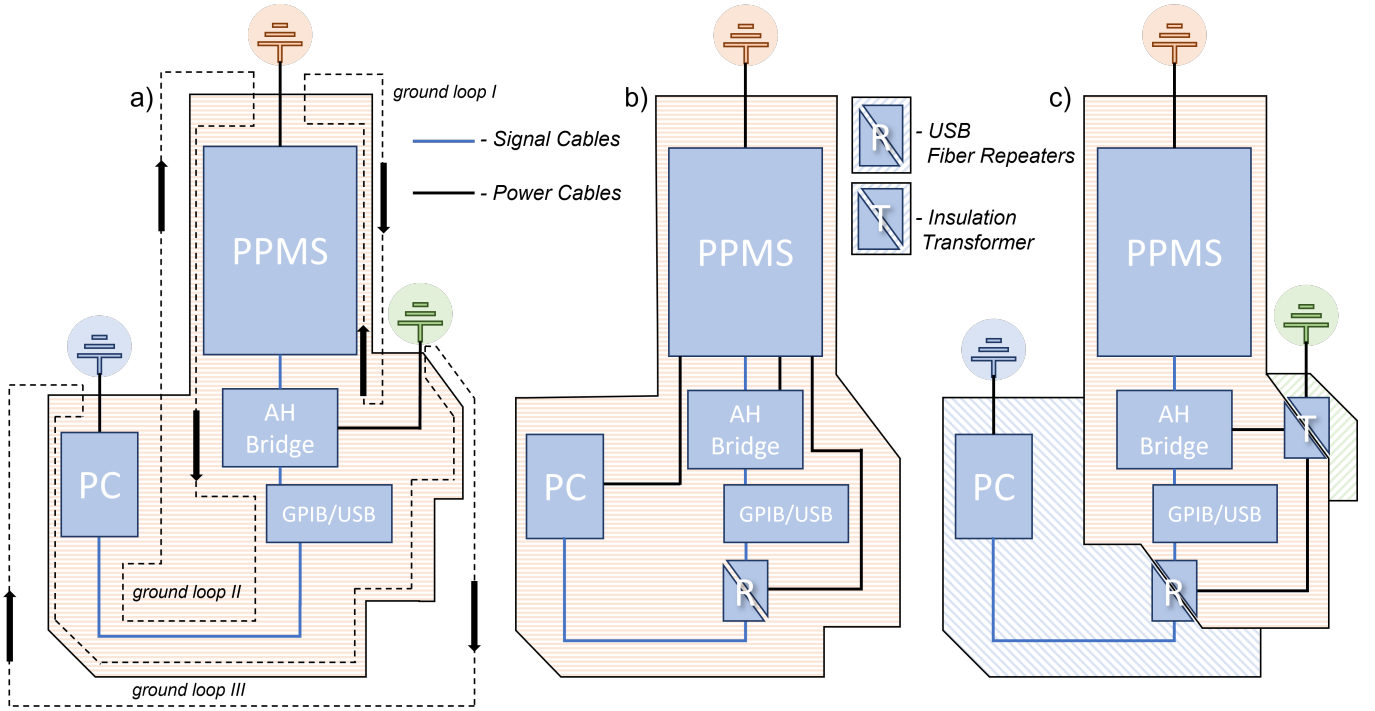 a)
ground loop I
- Signal Cables
- Power Cables
PPMS
AH
Bridge
PC
GPIB/USB
ground loop II
ground loop III
b)
R
- USB
Fiber Repeaters
T
- Insulation
Transformer
PPMS
AH
Bridge
PC
GPIB/USB
R
c)
PPMS
AH
Bridge
T
PC
GPIB/USB
R